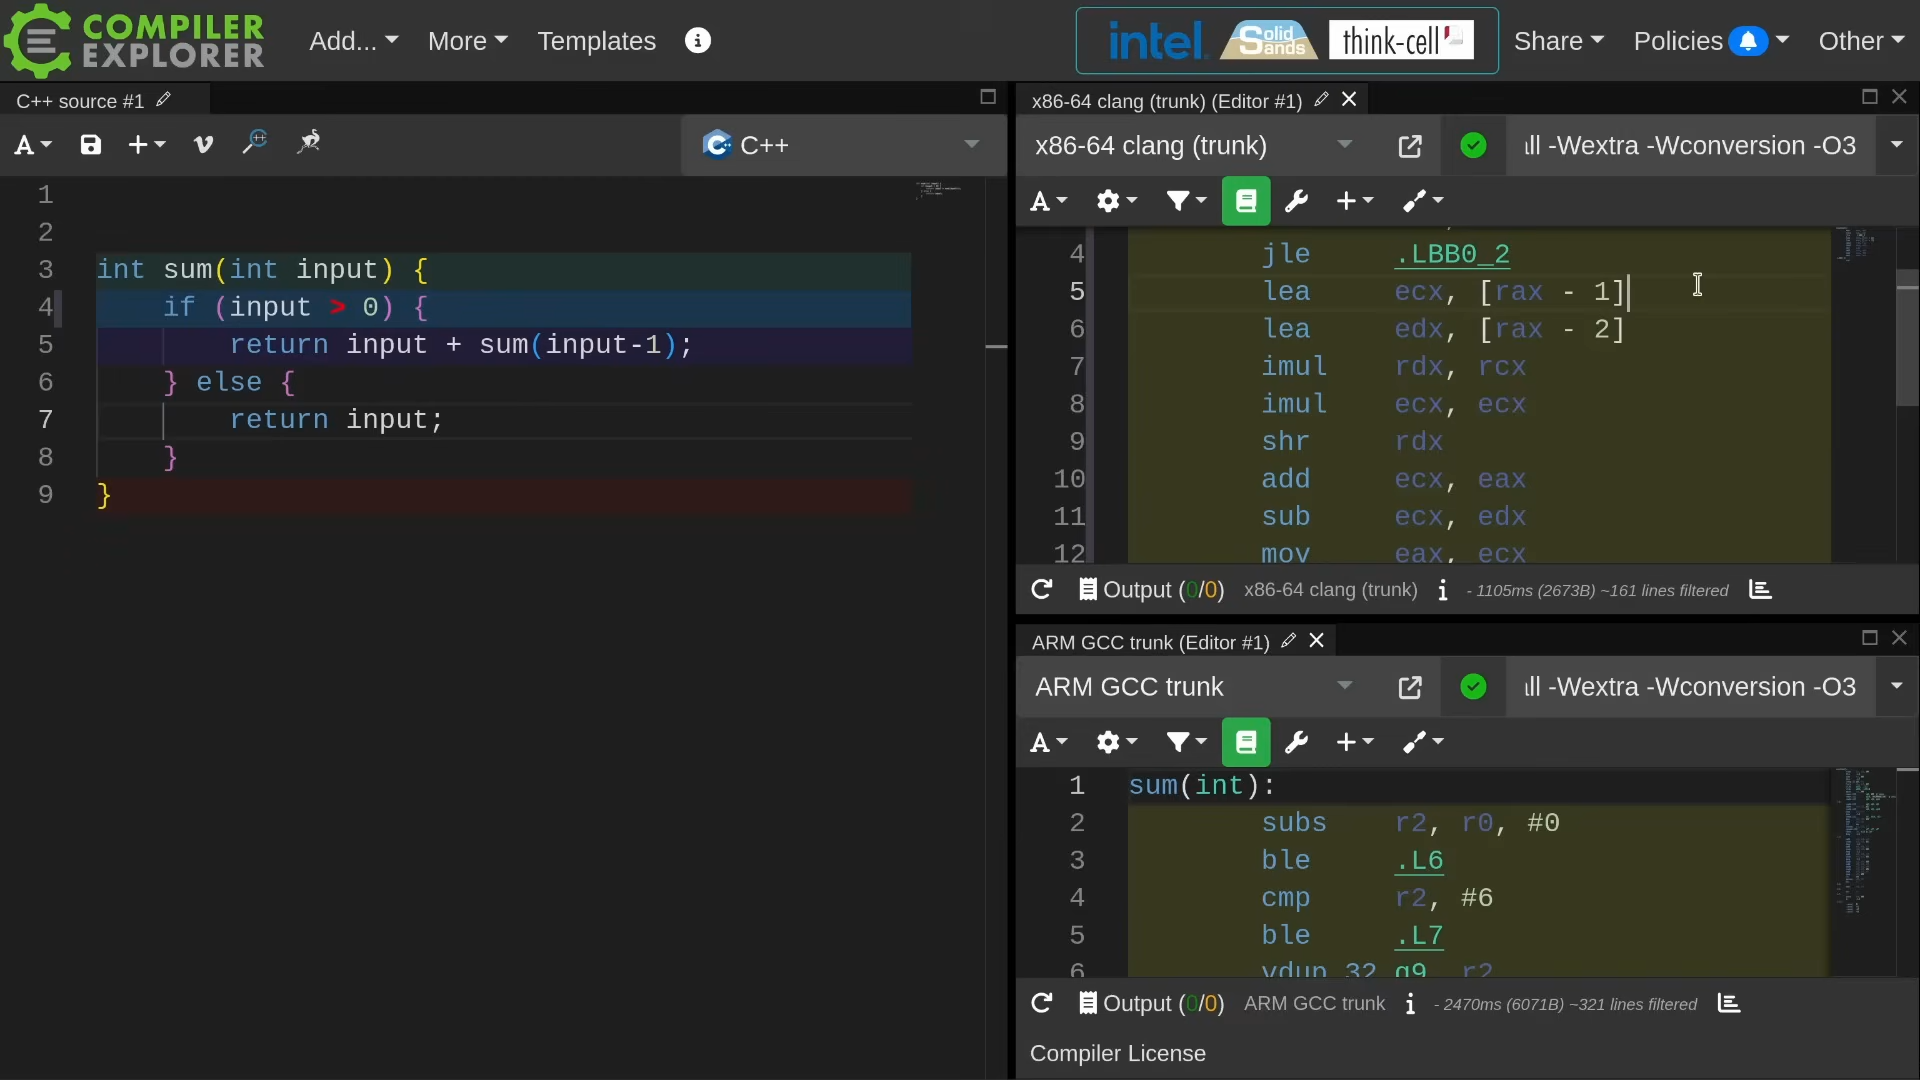 COMPILER
EXPLORER
Add...
More
Templates
intel.
Solid
Sands
think-cell
Share
Policies
Other
C++ source #1
A
C++
1
2
3 int sum(int input) {
4 if (input > 0) {
5 return input + sum(input-1);
6 } else {
7 return input;
8 }
9 }
x86-64 clang (trunk) (Editor #1)
x86-64 clang (trunk)
ll -Wextra -Wconversion -O3
A
4 jle .LBB0_2
5 lea ecx, [rax - 1]
6 lea edx, [rax - 2]
7 imul rdx, rcx
8 imul ecx, ecx
9 shr rdx
10 add ecx, eax
11 sub ecx, edx
12 mov eax, ecx
Output (0/0) x86-64 clang (trunk) i - 1105ms (2673B) ~161 lines filtered
ARM GCC trunk (Editor #1)
ARM GCC trunk
ll -Wextra -Wconversion -O3
A
1 sum(int):
2 subs r2, r0, #0
3 ble .L6
4 cmp r2, #6
5 ble .L7
6 vdup.32 q9, r2
Output (0/0) ARM GCC trunk i - 2470ms (6071B) ~321 lines filtered
Compiler License